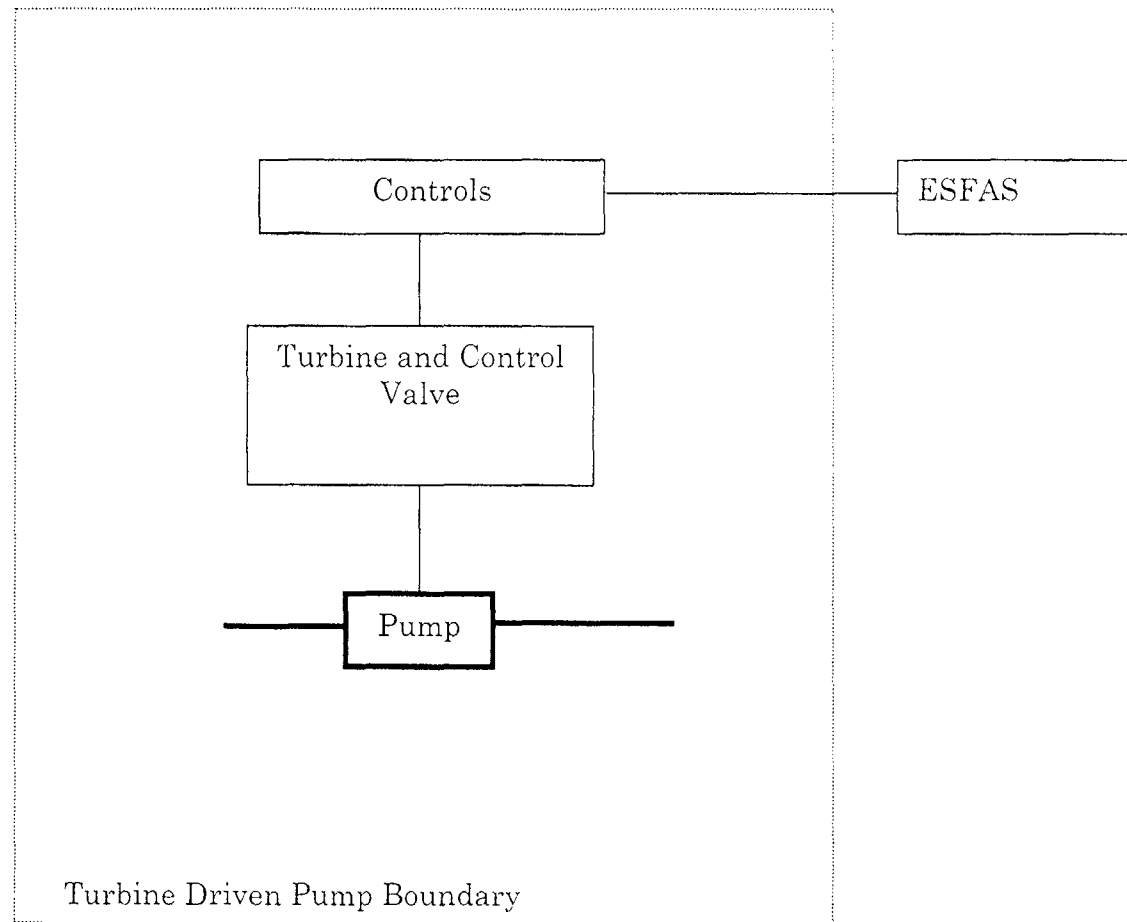 Controls
ESFAS
Turbine and Control
Valve
Pump
Turbine Driven Pump Boundary